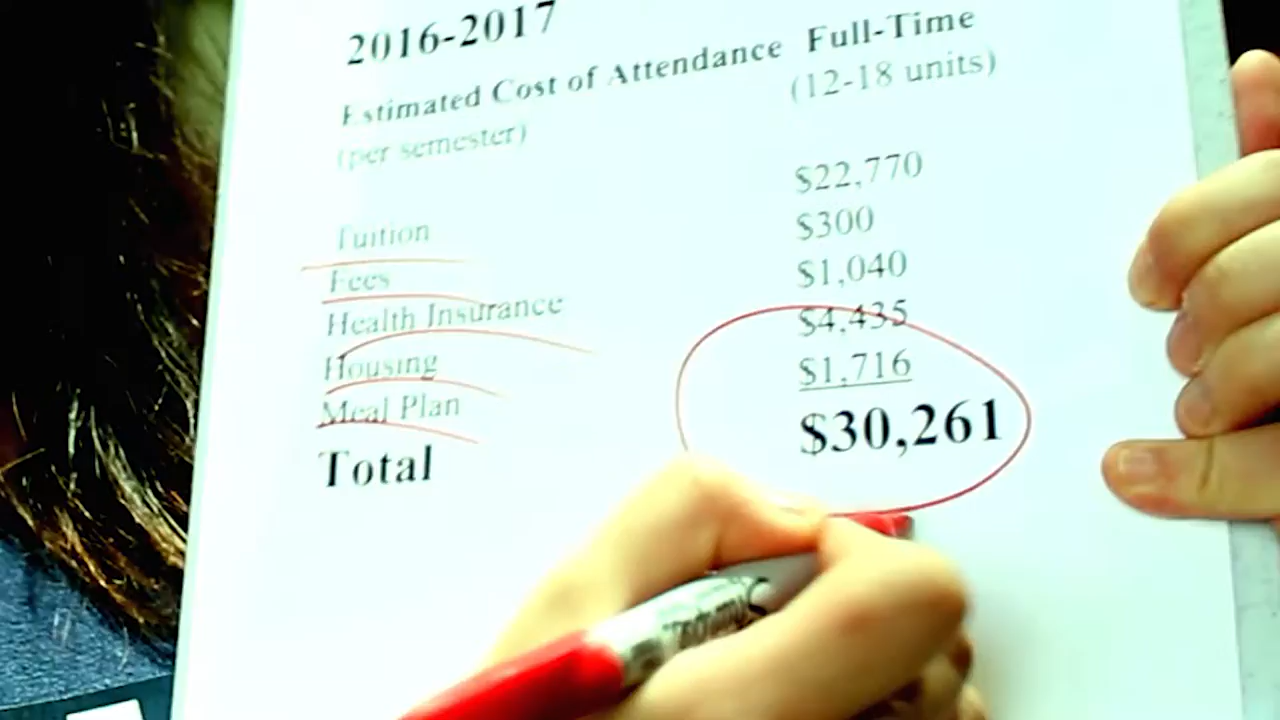 2016-2017
Estimated Cost of Attendance Full-Time
(per semester) (12-18 units)
Tuition $22,770
Fees $300
Health Insurance $1,040
Housing $4,435
Meal Plan $1,716
Total $30,261